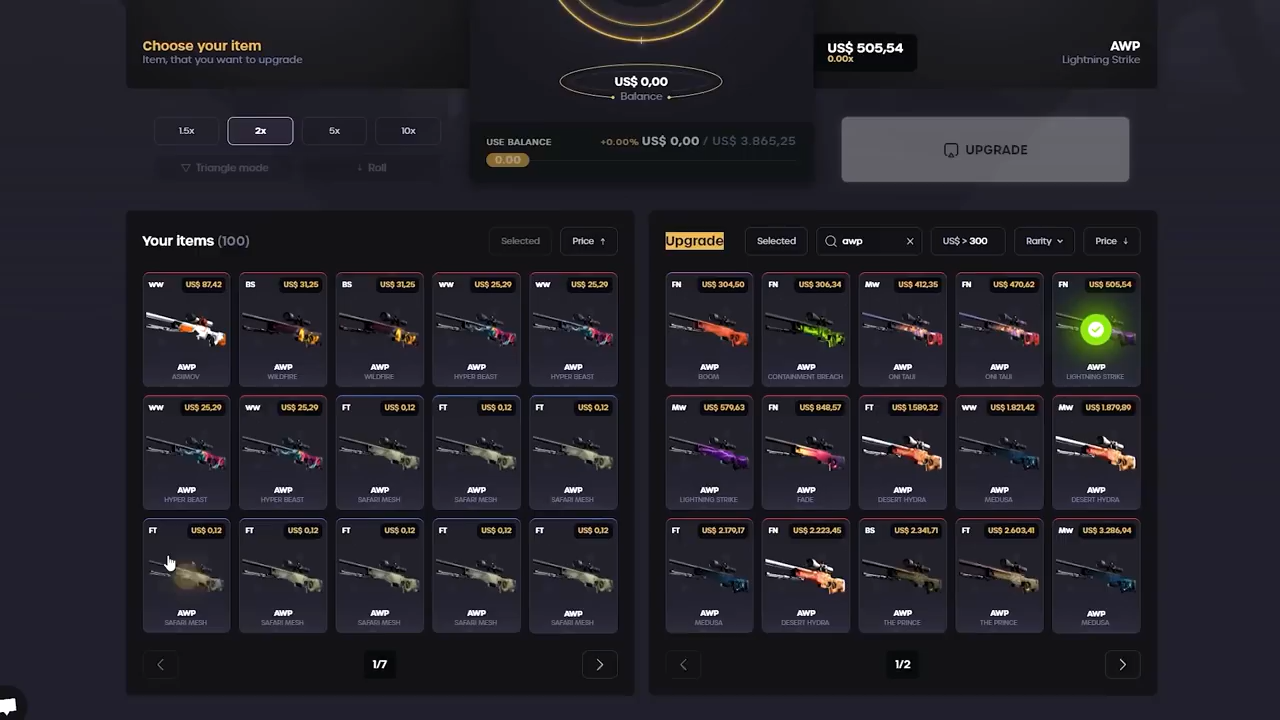 Choose your item
Item, that you want to upgrade
US$ 0,00
Balance
US$ 505,54
0.00x
AWP
Lightning Strike
1.5x
2x
5x
10x
Triangle mode
Roll
USE BALANCE
+0.00% US$ 0,00 / US$ 3.865,25
0.00
UPGRADE
Your items (100)
Selected
Price ↑
Upgrade
Selected
awp
US$ > 300
Rarity
Price ↓
WW US$ 87,42
AWP
ASIIMOV
BS US$ 31,25
AWP
WILDFIRE
BS US$ 31,25
AWP
WILDFIRE
WW US$ 25,29
AWP
HYPER BEAST
WW US$ 25,29
AWP
HYPER BEAST
WW US$ 25,29
AWP
HYPER BEAST
WW US$ 25,29
AWP
HYPER BEAST
FT US$ 0,12
AWP
SAFARI MESH
FT US$ 0,12
AWP
SAFARI MESH
FT US$ 0,12
AWP
SAFARI MESH
FT US$ 0,12
AWP
SAFARI MESH
FT US$ 0,12
AWP
SAFARI MESH
FT US$ 0,12
AWP
SAFARI MESH
FT US$ 0,12
AWP
SAFARI MESH
FT US$ 0,12
AWP
SAFARI MESH
1/7
FN US$ 304,50
AWP
BOOM
FN US$ 306,34
AWP
CONTAINMENT BREACH
MW US$ 412,35
AWP
ONI TAIJI
FN US$ 470,62
AWP
ONI TAIJI
FN US$ 505,54
AWP
LIGHTNING STRIKE
MW US$ 579,63
AWP
LIGHTNING STRIKE
FN US$ 848,57
AWP
FADE
FT US$ 1.589,32
AWP
DESERT HYDRA
WW US$ 1.821,42
AWP
MEDUSA
MW US$ 1.879,89
AWP
DESERT HYDRA
FT US$ 2.179,17
AWP
MEDUSA
FN US$ 2.223,45
AWP
DESERT HYDRA
BS US$ 2.341,71
AWP
THE PRINCE
FT US$ 2.603,41
AWP
THE PRINCE
MW US$ 3.286,94
AWP
MEDUSA
1/2